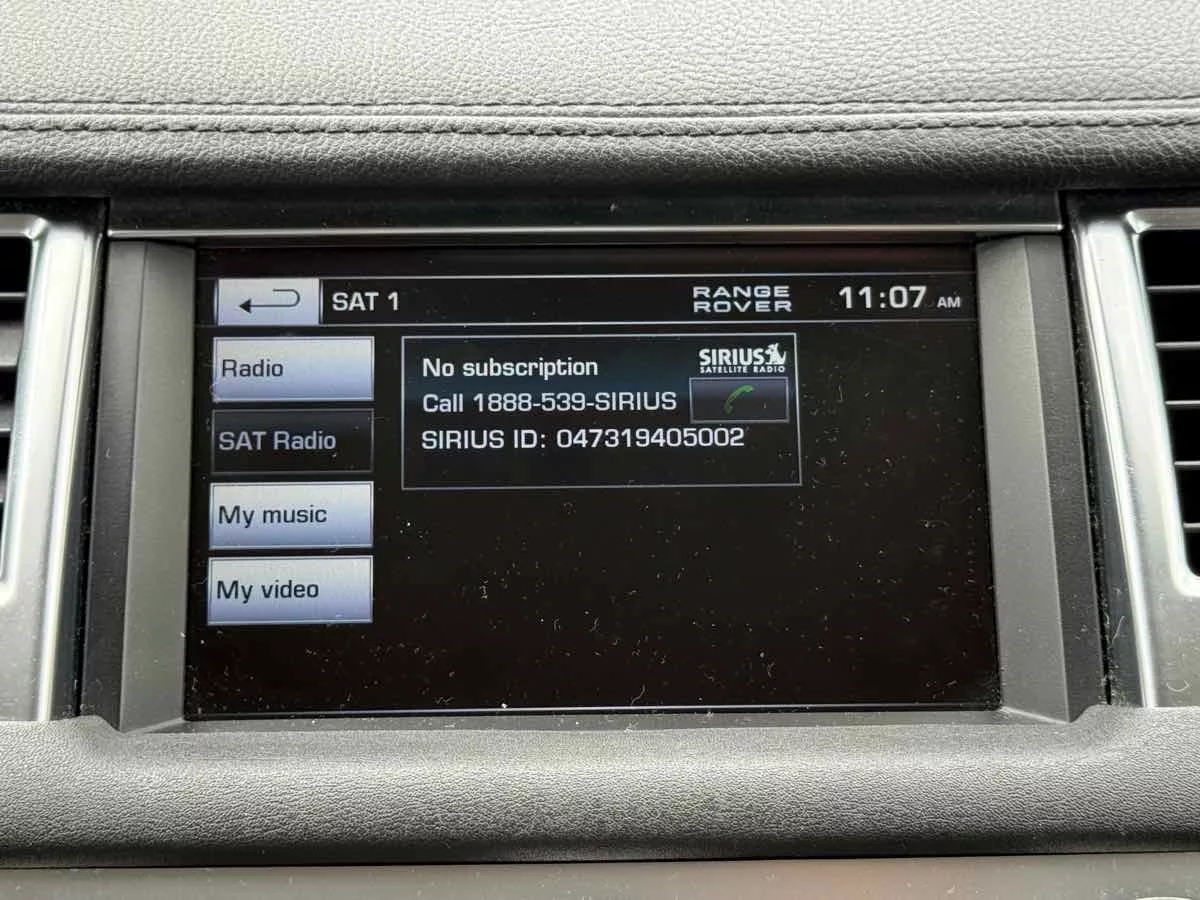 SAT 1
RANGE
ROVER
11:07 AM
Radio
SAT Radio
My music
My video
No subscription
SIRIUS
SATELLITE RADIO
Call 1888-539-SIRIUS
SIRIUS ID: 047319405002